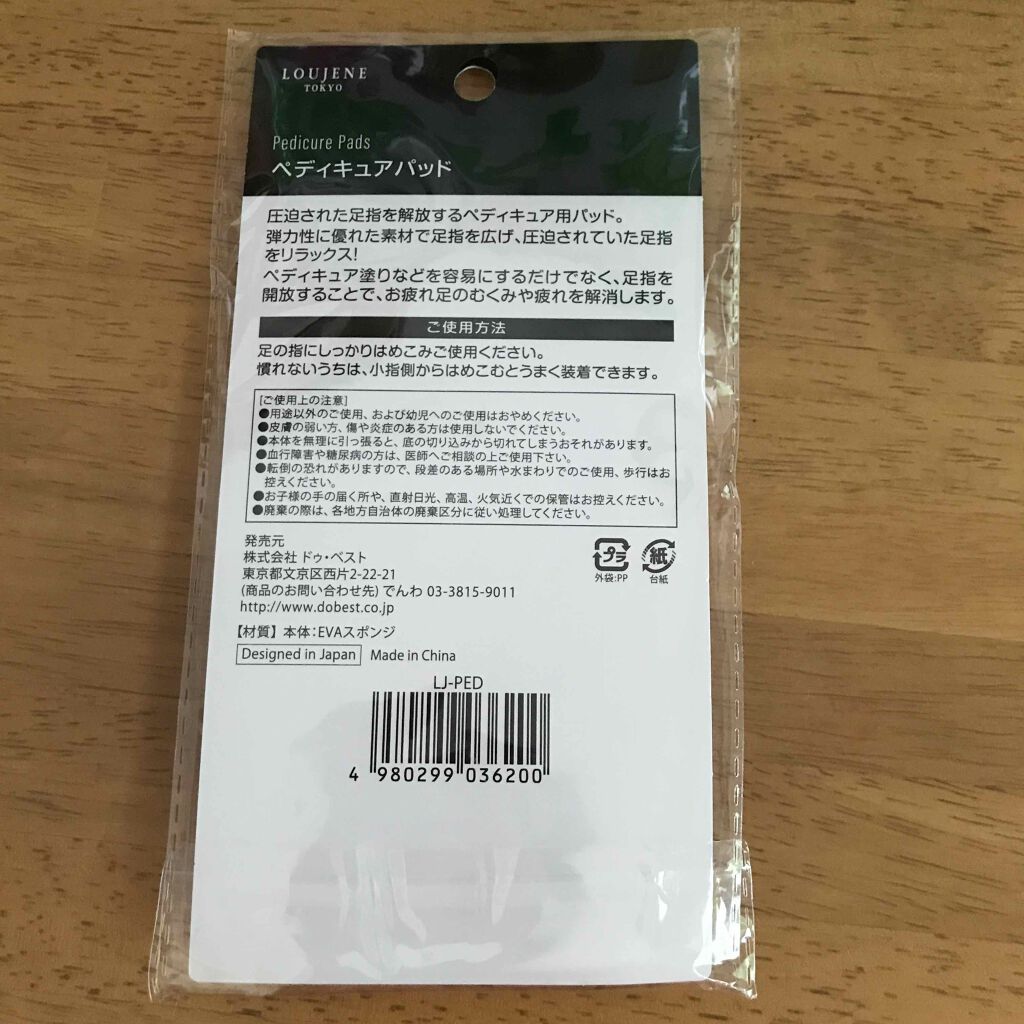 LOUJENE
TOKYO
Pedicure Pads
ペディキュアパッド
圧迫された足指を解放するペディキュア用パッド。
弾力性に優れた素材で足指を広げ、圧迫されていた足指
をリラックス!
ペディキュア塗りなどを容易にするだけでなく、足指を
開放することで、お疲れ足のむくみや疲れを解消します。
ご使用方法
足の指にしっかりはめこみご使用ください。
慣れないうちは、小指側からはめこむとうまく装着できます。
[ご使用上の注意]
●用途以外のご使用、および幼児へのご使用はおやめください。
●皮膚の弱い方、傷や炎症のある方は使用しないでください。
●本体を無理に引っ張ると、底の切り込みから切れてしまうおそれがあります。
●血行障害や糖尿病の方は、医師へご相談の上ご使用下さい。
●転倒の恐れがありますので、段差のある場所や水まわりでのご使用、歩行はお
控えください。
●お子様の手の届く所や、直射日光、高温、火気近くでの保管はお控えください。
●廃棄の際は、各地方自治体の廃棄区分に従い処理してください。
発売元
株式会社 ドゥ・ベスト
東京都文京区西片2-22-21
(商品のお問い合わせ先) でんわ 03-3815-9011
http://www.dobest.co.jp
プラ
外袋:PP
紙
台紙
【材質】 本体:EVAスポンジ
Designed in Japan Made in China
LJ-PED
4 980299 036200